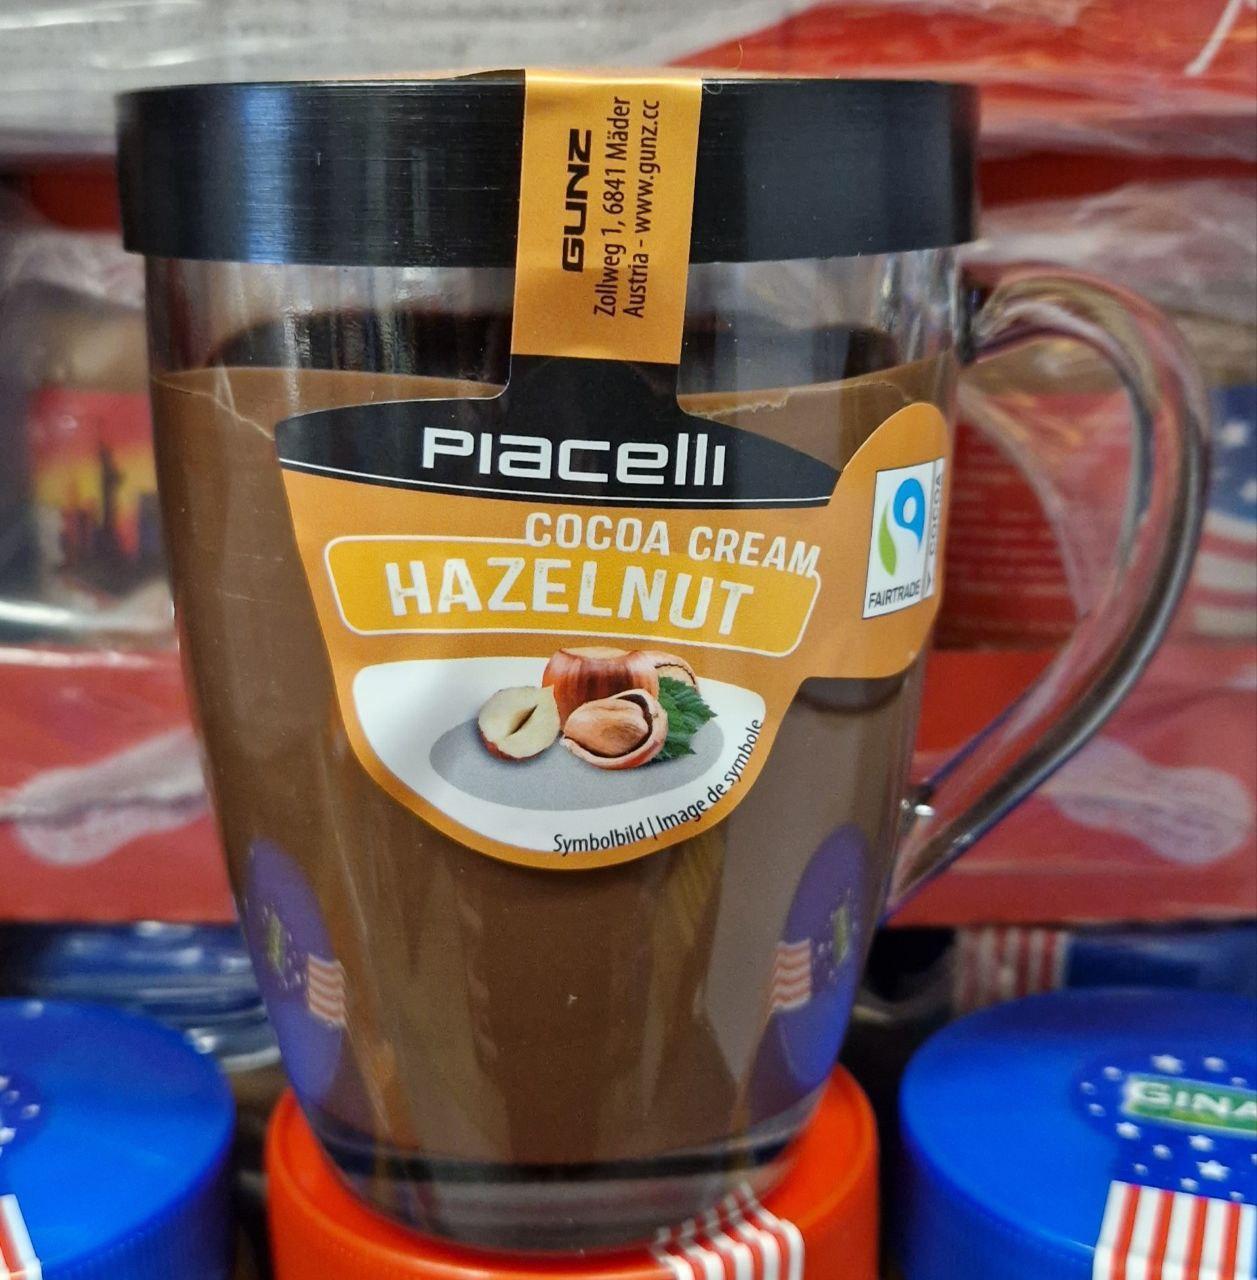 GUNZ
Zollweg 1, 6841 Mäder
Austria - www.gunz.cc
PIACELLI
COCOA CREAM
HAZELNUT
FAIRTRADE
COCOA
Symbolbild | Image de symbole
GINA